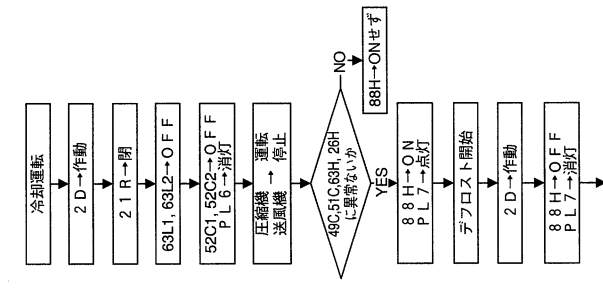 冷却運転
2D→作動
21R→閉
63L1, 63L2→OFF
52C1, 52C2→OFF
PL6→消灯
圧縮機 運転
→
送風機 停止
49C,51C,63H,26H
に異常ないか
NO
88H→ONせず
YES
88H→ON
PL7→点灯
デフロスト開始
2D→作動
88H→OFF
PL7→消灯